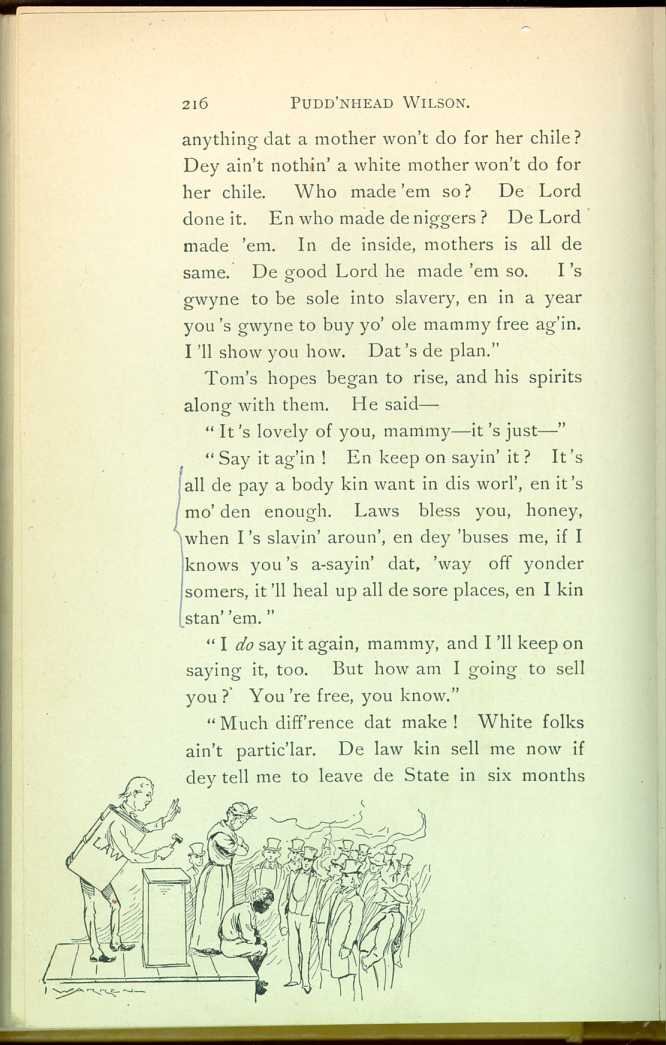 216 PUDD'NHEAD WILSON.
anything dat a mother won't do for her chile?
Dey ain't nothin' a white mother won't do for
her chile. Who made 'em so? De Lord
done it. En who made de niggers? De Lord
made 'em. In de inside, mothers is all de
same. De good Lord he made 'em so. I 's
gwyne to be sole into slavery, en in a year
you 's gwyne to buy yo' ole mammy free ag'in.
I 'll show you how. Dat 's de plan."
Tom's hopes began to rise, and his spirits
along with them. He said—
"It 's lovely of you, mammy—it 's just—"
"Say it ag'in! En keep on sayin' it? It 's
all de pay a body kin want in dis worl', en it 's
mo' den enough. Laws bless you, honey,
when I 's slavin' aroun', en dey 'buses me, if I
knows you 's a-sayin' dat, 'way off yonder
somers, it 'll heal up all de sore places, en I kin
stan' 'em."
"I do say it again, mammy, and I 'll keep on
saying it, too. But how am I going to sell
you? You 're free, you know."
"Much diff'rence dat make! White folks
ain't partic'lar. De law kin sell me now if
dey tell me to leave de State in six months
LAW
WARREN